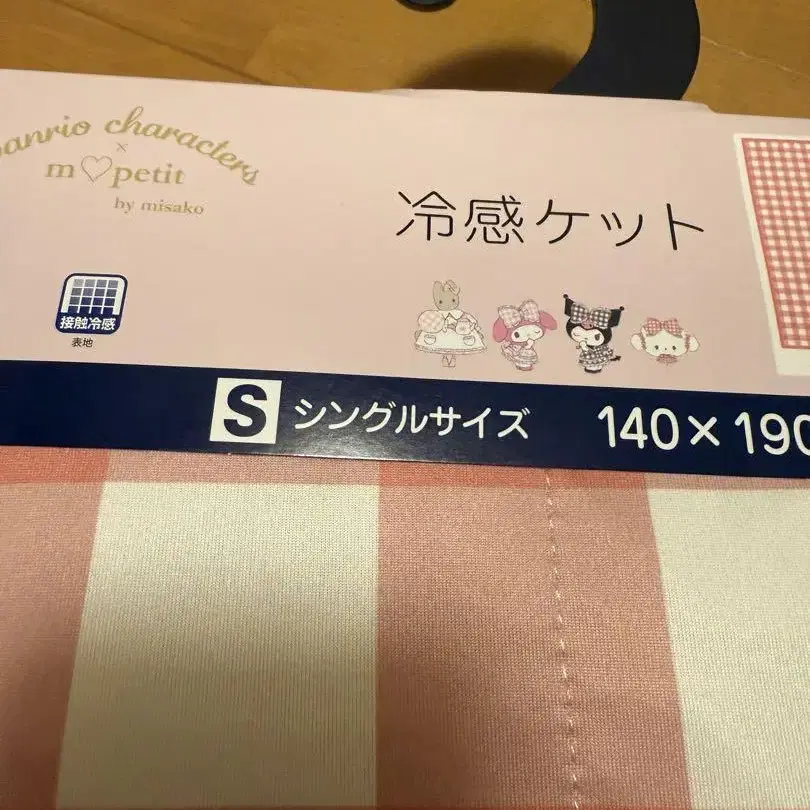 sanrio characters
×
m♡petit
by misako
冷感ケット
接触冷感
表地
S シングルサイズ 140×190